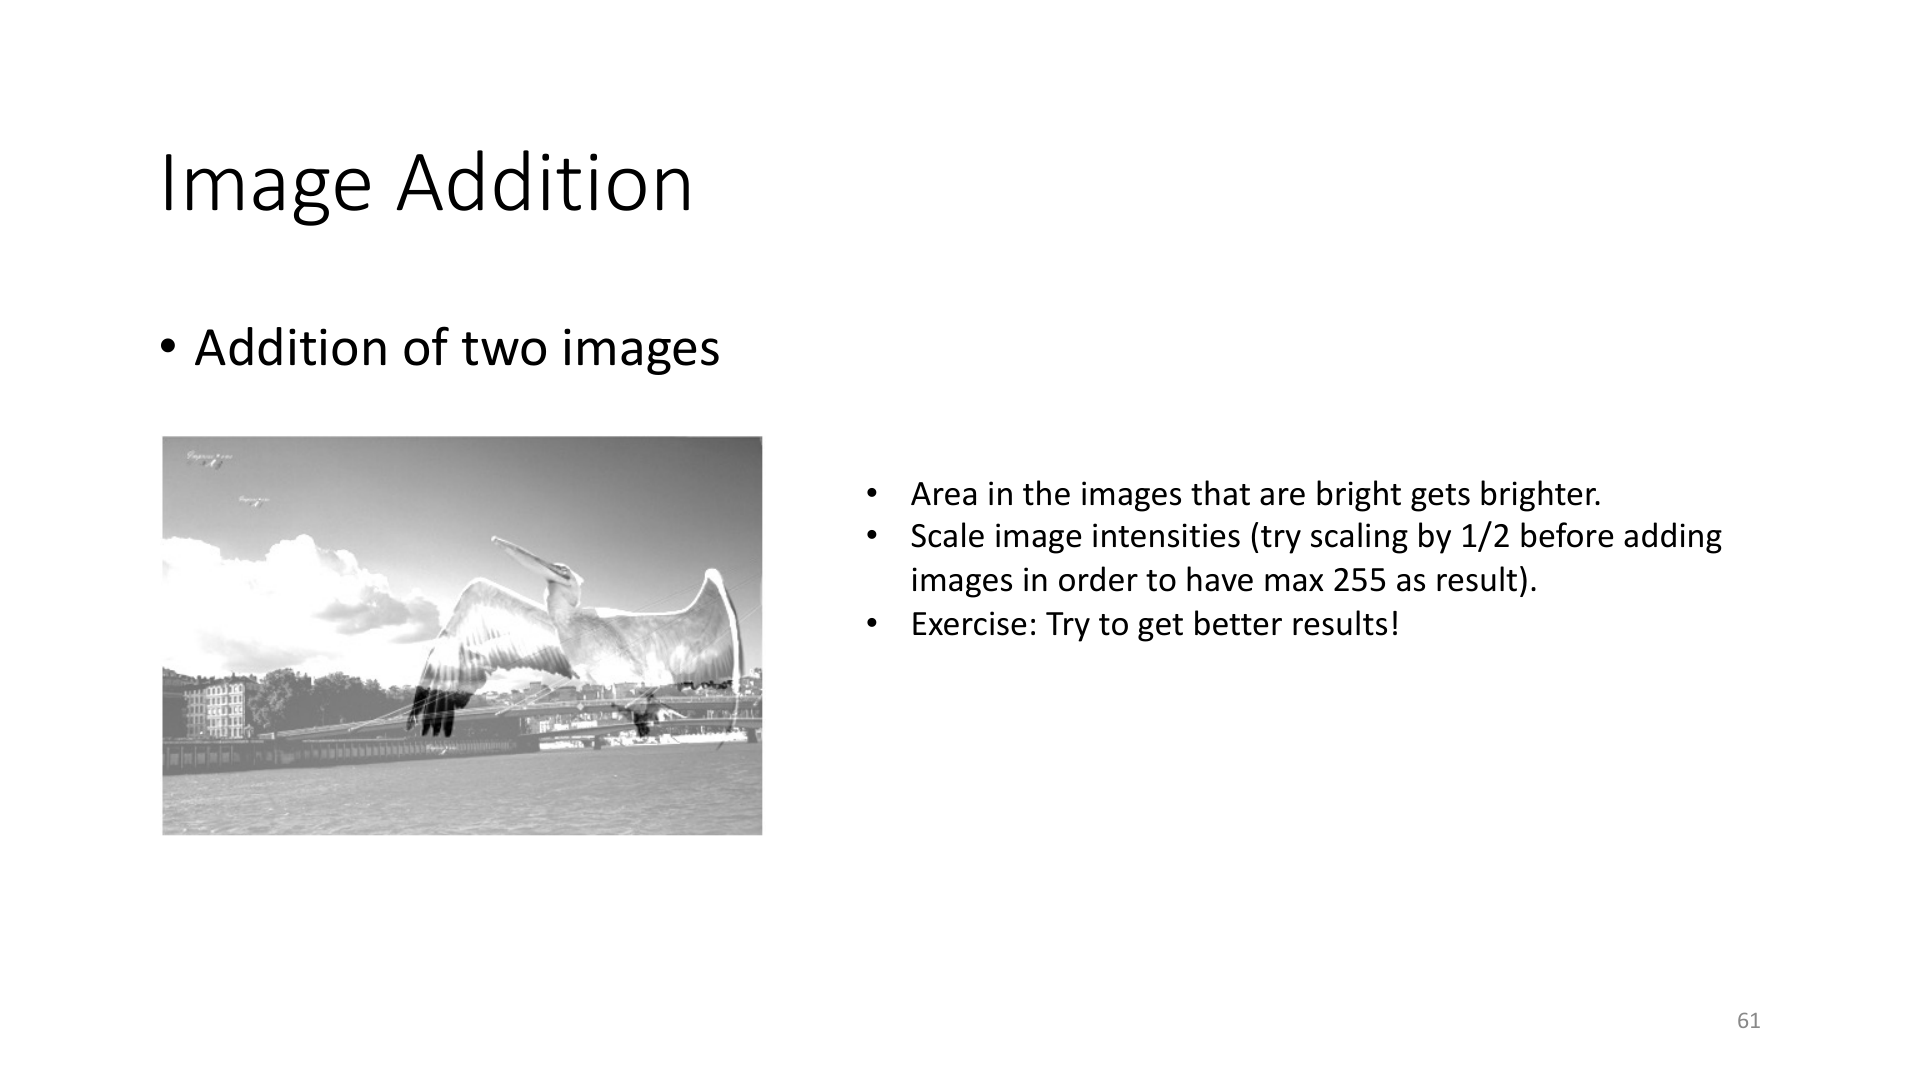 Image Addition
• Addition of two images
• Area in the images that are bright gets brighter.
• Scale image intensities (try scaling by 1/2 before adding
images in order to have max 255 as result).
• Exercise: Try to get better results!
61